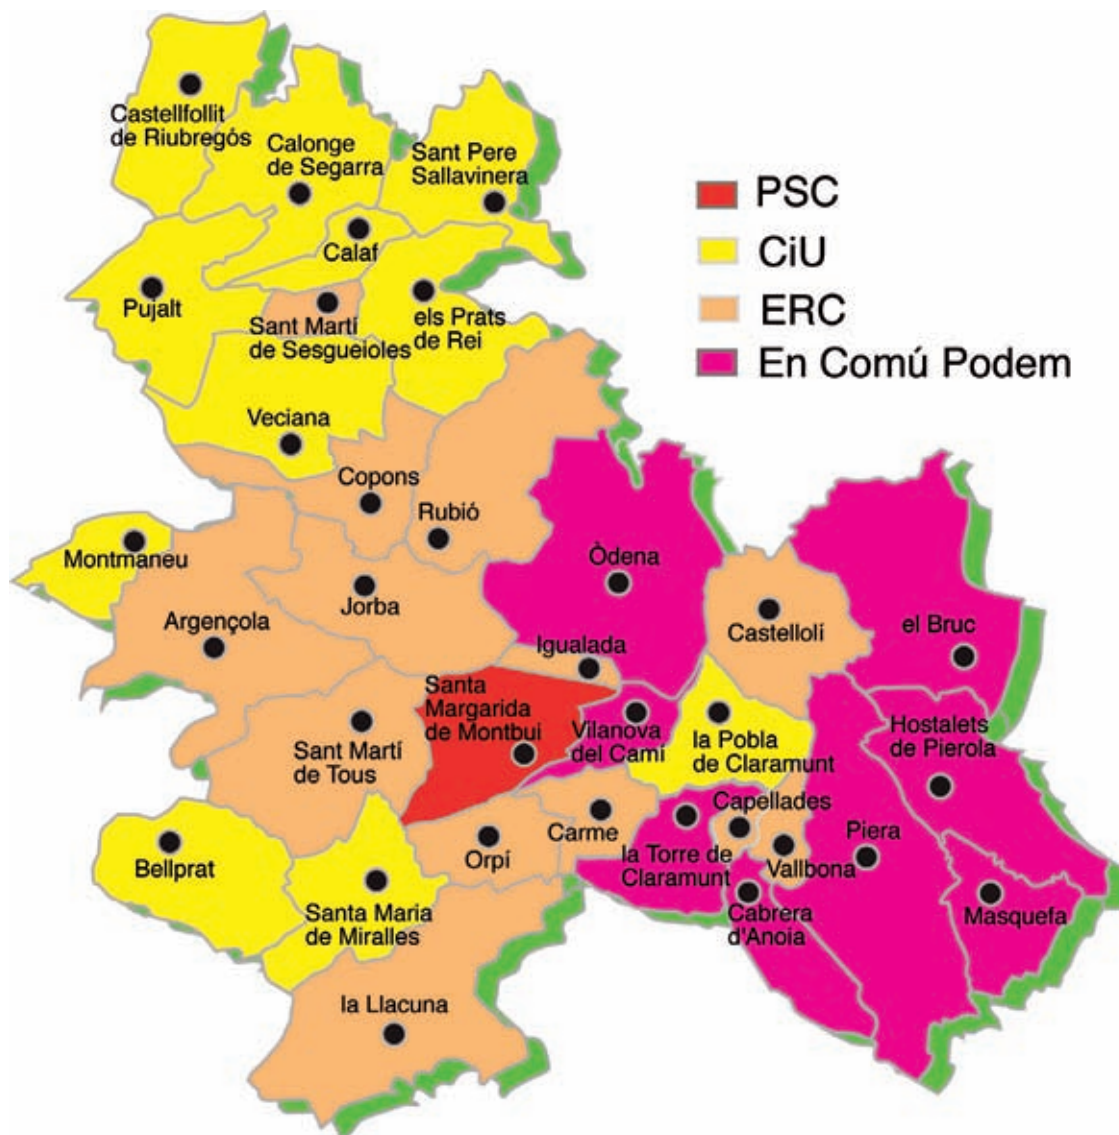 Castellfollit
de Riubregós
Calonge
de Segarra
Sant Pere
Sallavinera
PSC
CiU
ERC
En Comú Podem
Calaf
Pujalt
Sant Martí
de Sesgueioles
els Prats
de Rei
Veciana
Copons
Rubió
Montmaneu
Òdena
Jorba
Argençola
Castellolí
el Bruc
Igualada
Santa
Margarida
de Montbui
Vilanova
del Camí
la Pobla
de Claramunt
Hostalets
de Pierola
Sant Martí
de Tous
Capellades
Carme
Orpí
la Torre de
Claramunt
Vallbona
Piera
Bellprat
Santa Maria
de Miralles
Cabrera
d'Anoia
Masquefa
la Llacuna